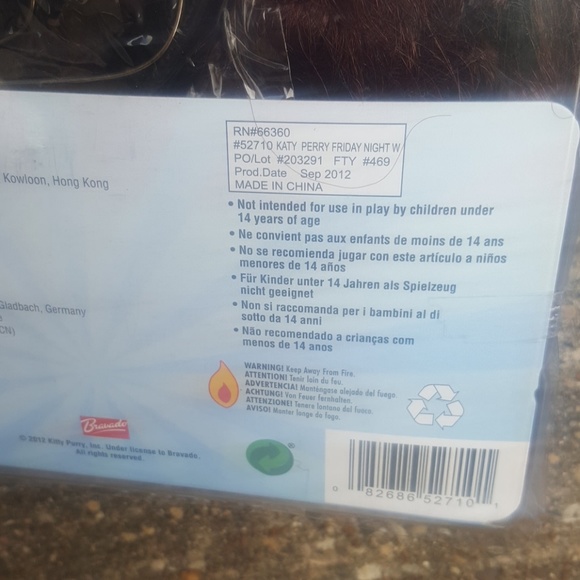 RN#66360
#52710 KATY PERRY FRIDAY NIGHT W
PO/Lot #203291 FTY #469
Prod.Date Sep 2012
MADE IN CHINA
Kowloon, Hong Kong
• Not intended for use in play by children under
14 years of age
• Ne convient pas aux enfants de moins de 14 ans
• No se recomienda jugar con este artículo a niños
menores de 14 años
• Für Kinder unter 14 Jahren als Spielzeug
nicht geeignet
• Non si raccomanda per i bambini al di
sotto da 14 anni
• Não recomendado a crianças com
menos de 14 anos
Gladbach, Germany
CN)
WARNING! Keep Away From Fire.
ATTENTION! Tenir loin du feu.
ADVERTENCIA! Manténgase alejado del fuego.
ACHTUNG! Von Feuer fernhalten.
ATTENZIONE! Tenere lontano dal fuoco.
AVISO! Manter longe do fogo.
Bravado
© 2012 Kitty Perry, Inc. Under license to Bravado.
All rights reserved.
0 82686 52710 1